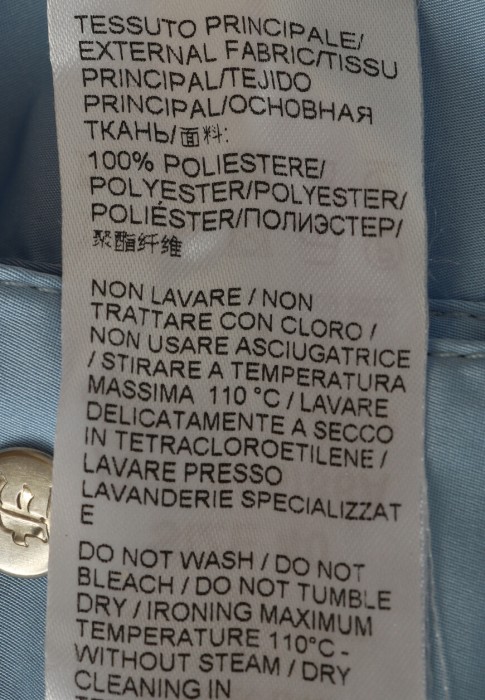 TESSUTO PRINCIPALE/
EXTERNAL FABRIC/TISSU
PRINCIPAL/TEJIDO
PRINCIPAL/ОСНОВНАЯ
ТКАНЬ/面料:
100% POLIESTERE/
POLYESTER/POLYESTER/
POLIÉSTER/ПОЛИЭСТЕР/
聚酯纤维
NON LAVARE / NON
TRATTARE CON CLORO /
NON USARE ASCIUGATRICE
/ STIRARE A TEMPERATURA
MASSIMA 110 °C / LAVARE
DELICATAMENTE A SECCO
IN TETRACLOROETILENE /
LAVARE PRESSO
LAVANDERIE SPECIALIZZAT
E
DO NOT WASH / DO NOT
BLEACH / DO NOT TUMBLE
DRY / IRONING MAXIMUM
TEMPERATURE 110°C -
WITHOUT STEAM / DRY
CLEANING IN